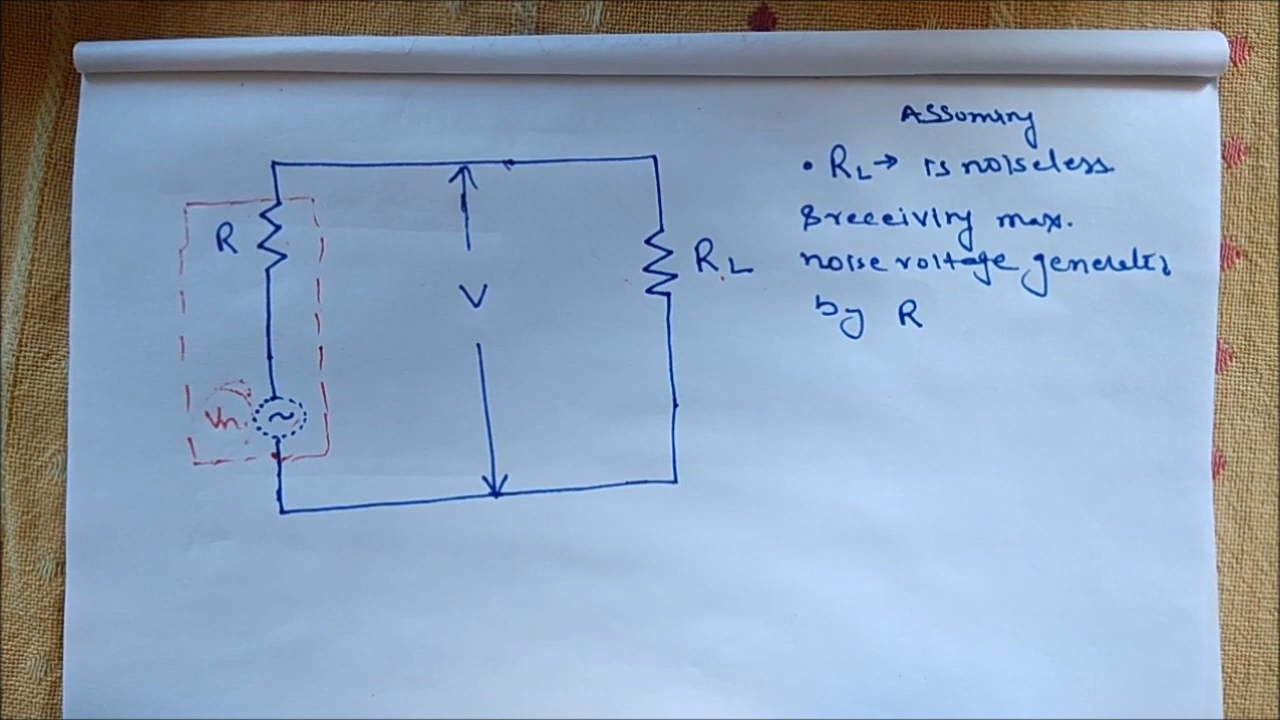 Assuming
• RL → is noiseless
& receiving max.
noise voltage generated
by R
R
V
RL
Vn
~